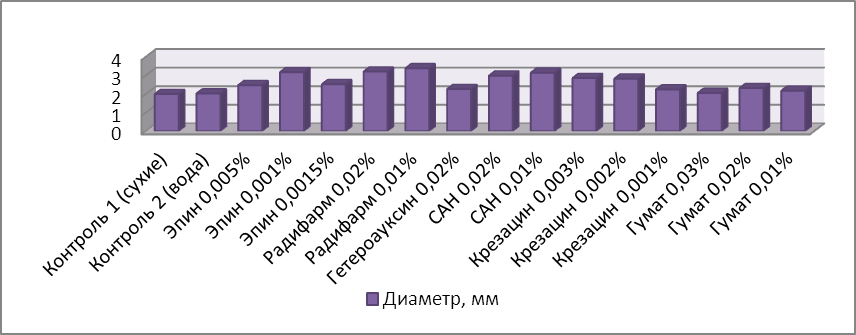 4
3
2
1
0
Контроль 1 (сухие)
Контроль 2 (вода)
Эпин 0,005%
Эпин 0,001%
Эпин 0,0015%
Радифарм 0,02%
Радифарм 0,01%
Гетероауксин 0,02%
САН 0,02%
САН 0,01%
Крезацин 0,003%
Крезацин 0,002%
Крезацин 0,001%
Гумат 0,03%
Гумат 0,02%
Гумат 0,01%
Диаметр, мм